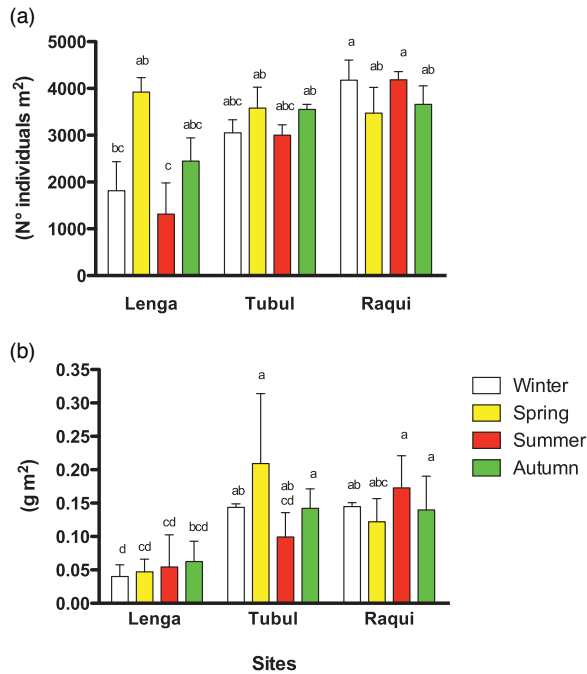 (a)
(N° individuals m²)
5000
4000
3000
2000
1000
0
bc
ab
c
abc
abc
ab
abc
ab
a
ab
a
ab
Lenga Tubul Raqui
(b)
(g m²)
0.35
0.30
0.25
0.20
0.15
0.10
0.05
0.00
d
cd
cd
bcd
ab
a
ab
cd
a
ab
abc
a
a
Lenga Tubul Raqui
Sites
Winter
Spring
Summer
Autumn